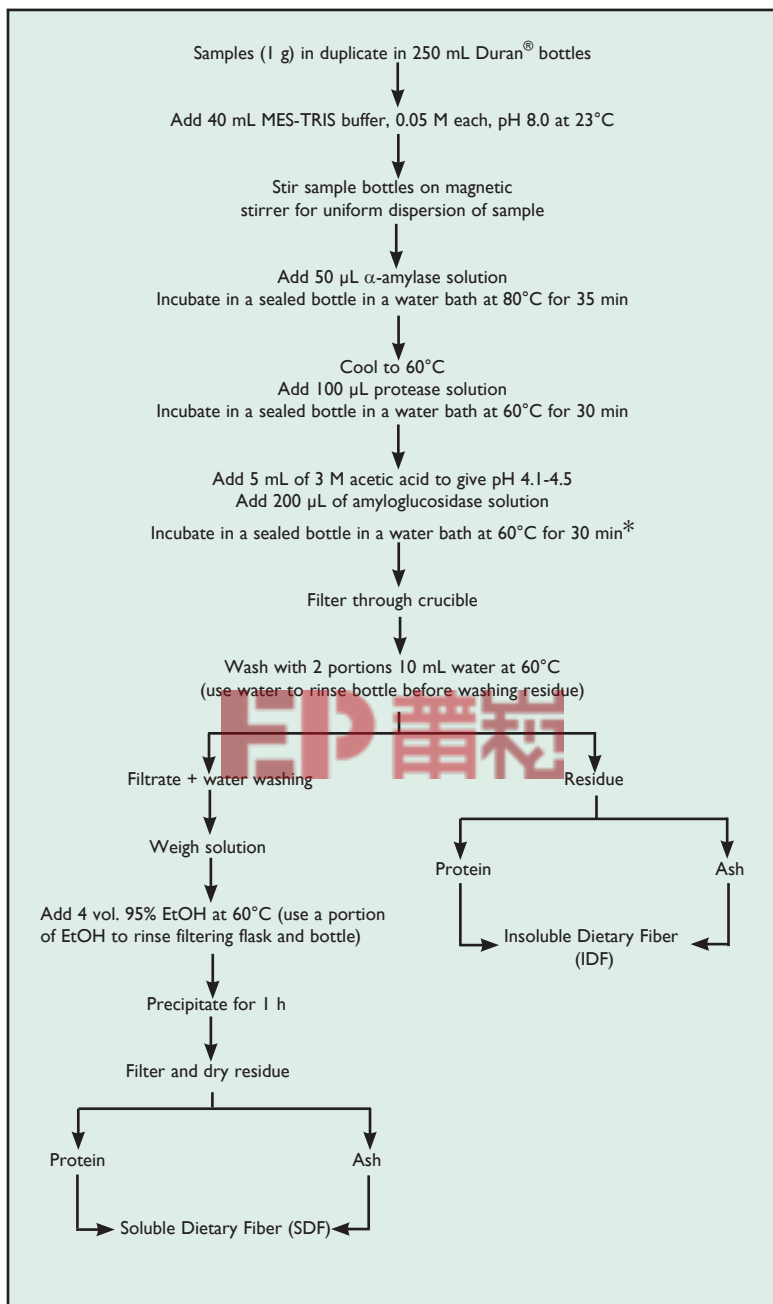 Samples (1 g) in duplicate in 250 mL Duran® bottles
Add 40 mL MES-TRIS buffer, 0.05 M each, pH 8.0 at 23°C
Stir sample bottles on magnetic
stirrer for uniform dispersion of sample
Add 50 µL α-amylase solution
Incubate in a sealed bottle in a water bath at 80°C for 35 min
Cool to 60°C
Add 100 µL protease solution
Incubate in a sealed bottle in a water bath at 60°C for 30 min
Add 5 mL of 3 M acetic acid to give pH 4.1-4.5
Add 200 µL of amyloglucosidase solution
Incubate in a sealed bottle in a water bath at 60°C for 30 min*
Filter through crucible
Wash with 2 portions 10 mL water at 60°C
(use water to rinse bottle before washing residue)
EP
Filtrate + water washing
Residue
Weigh solution
Protein
Ash
Add 4 vol. 95% EtOH at 60°C (use a portion
of EtOH to rinse filtering flask and bottle)
Insoluble Dietary Fiber
(IDF)
Precipitate for 1 h
Filter and dry residue
Protein
Ash
Soluble Dietary Fiber (SDF)